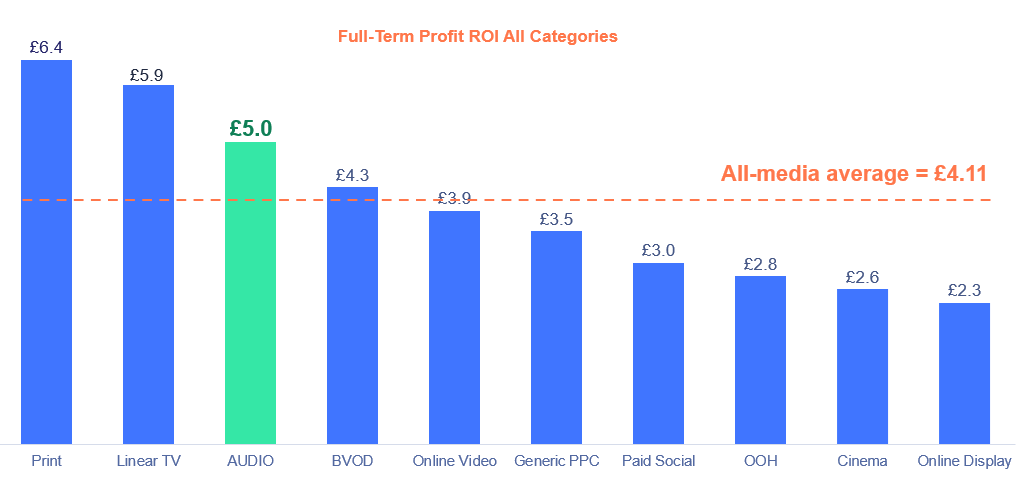 Full-Term Profit ROI All Categories
£6.4
£5.9
£5.0
£4.3
£3.9
£3.5
£3.0
£2.8
£2.6
£2.3
All-media average = £4.11
Print
Linear TV
AUDIO
BVOD
Online Video
Generic PPC
Paid Social
OOH
Cinema
Online Display